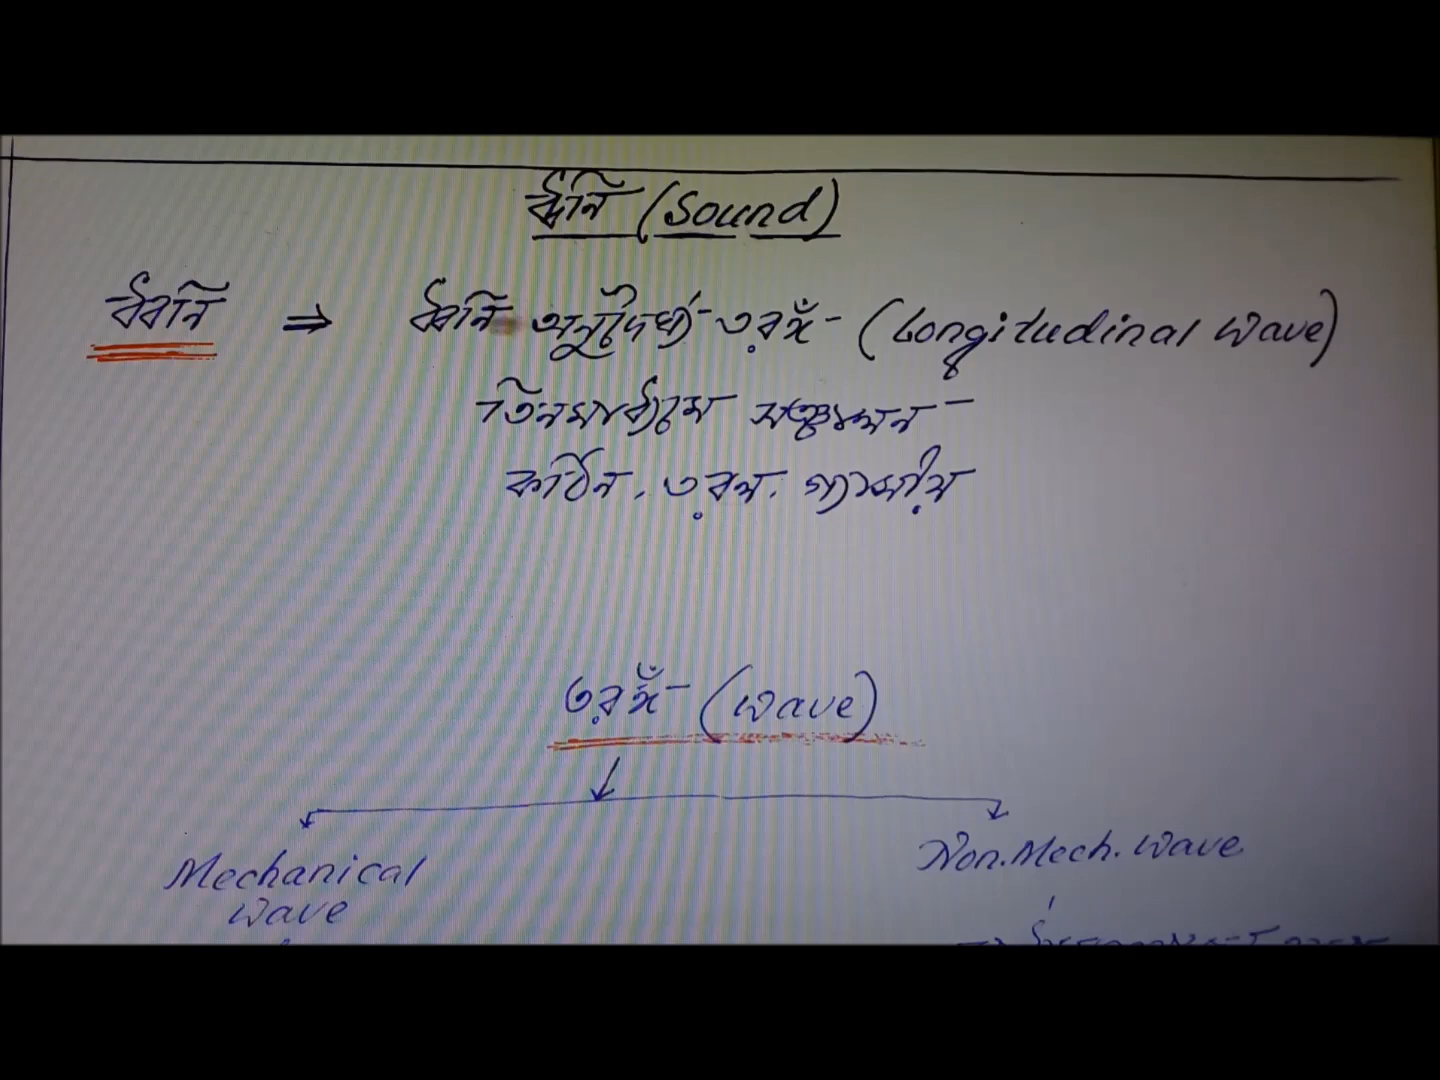 ধ্বনি (Sound)
ধ্বনি ⇒ ধ্বনি অনুদৈর্ঘ্য তরঙ্গ (Longitudinal wave)
তিনমাধ্যমে সঞ্চালন
কঠিন, তরল, গ্যাসীয়
তরঙ্গ (wave)
Mechanical Non.Mech. wave
wave